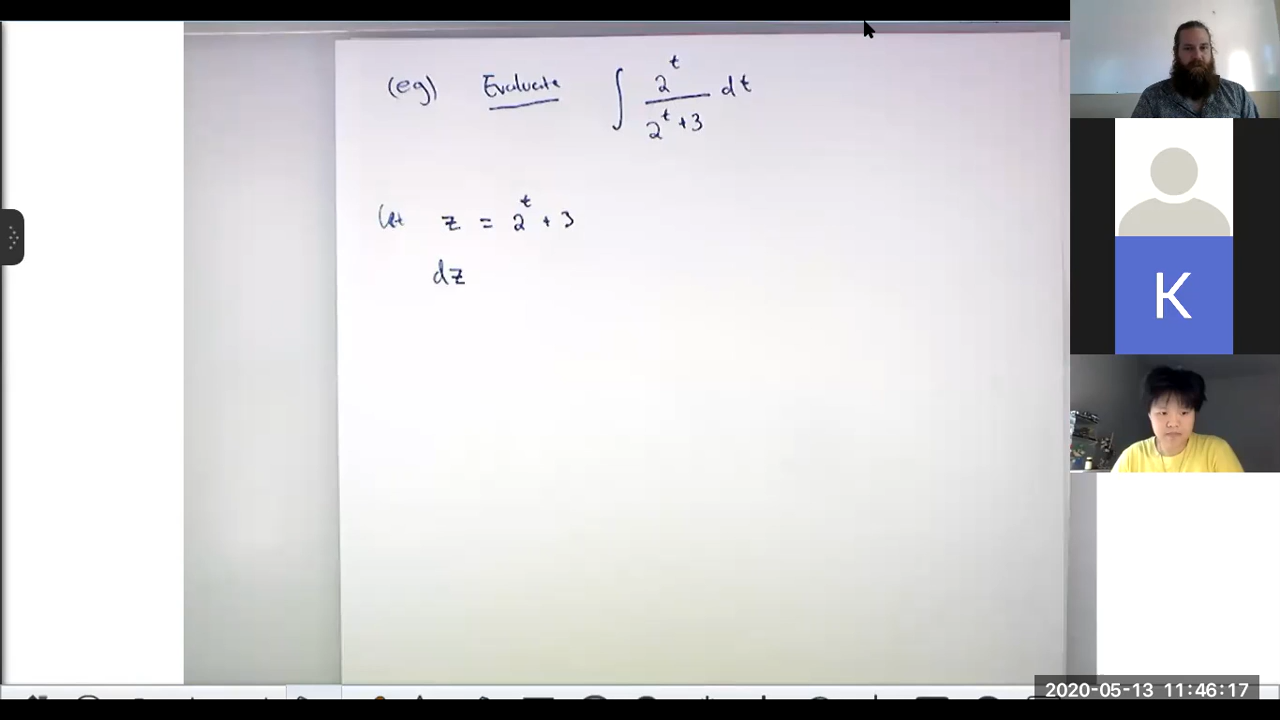 (eg) Evaluate ∫ 2^t / (2^t + 3) dt
Let z = 2^t + 3
dz
K
2020-05-13 11:46:17